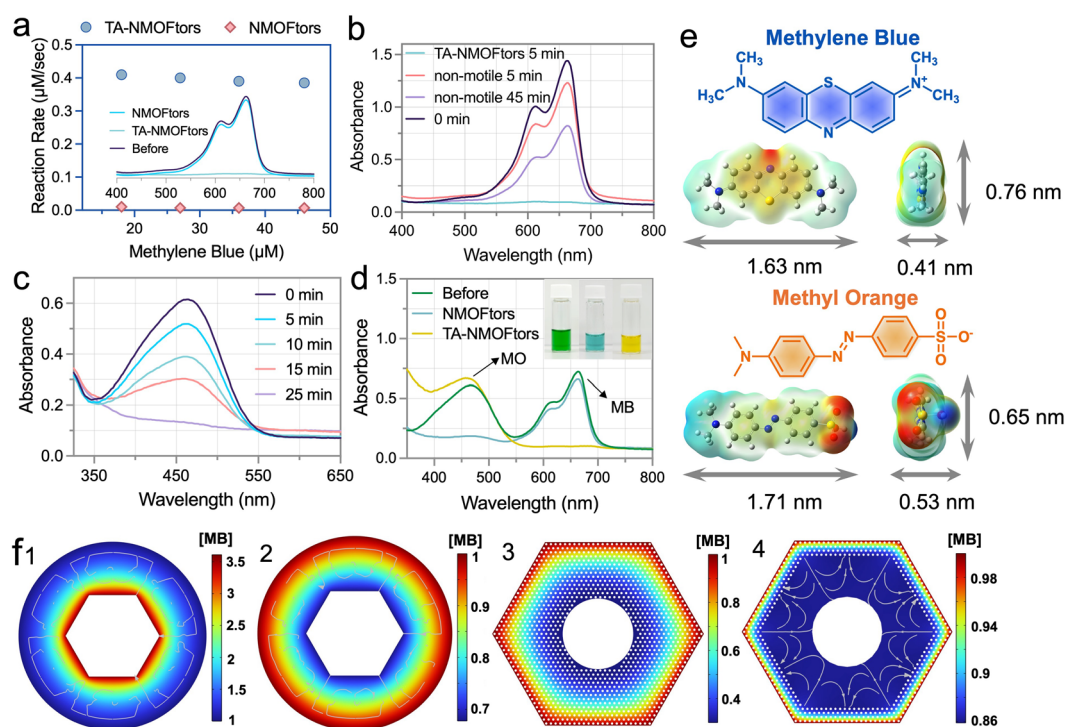 a
TA-NMOFtors
NMOFtors
Reaction Rate (µM/sec)
0.5
0.4
0.3
0.2
0.1
0.0
NMOFtors
TA-NMOFtors
Before
400 500 600 700 800
20 30 40 50
Methylene Blue (µM)
b
Absorbance
1.5
1.0
0.5
0.0
TA-NMOFtors 5 min
non-motile 5 min
non-motile 45 min
0 min
400 500 600 700 800
Wavelength (nm)
c
Absorbance
0.6
0.4
0.2
0.0
0 min
5 min
10 min
15 min
25 min
350 450 550 650
Wavelength (nm)
d
Absorbance
1.5
1.0
0.5
0.0
Before
NMOFtors
TA-NMOFtors
MO
MB
400 500 600 700 800
Wavelength (nm)
e
Methylene Blue
CH₃
CH₃
N
S
N⁺
H₃C
N
CH₃
0.76 nm
1.63 nm
0.41 nm
Methyl Orange
O
N
N
S
O⁻
N
O
0.65 nm
1.71 nm
0.53 nm
f1
[MB]
3.5
3
2.5
2
1.5
1
2
[MB]
1
0.9
0.8
0.7
3
[MB]
1
0.8
0.6
0.4
4
[MB]
0.98
0.94
0.9
0.86